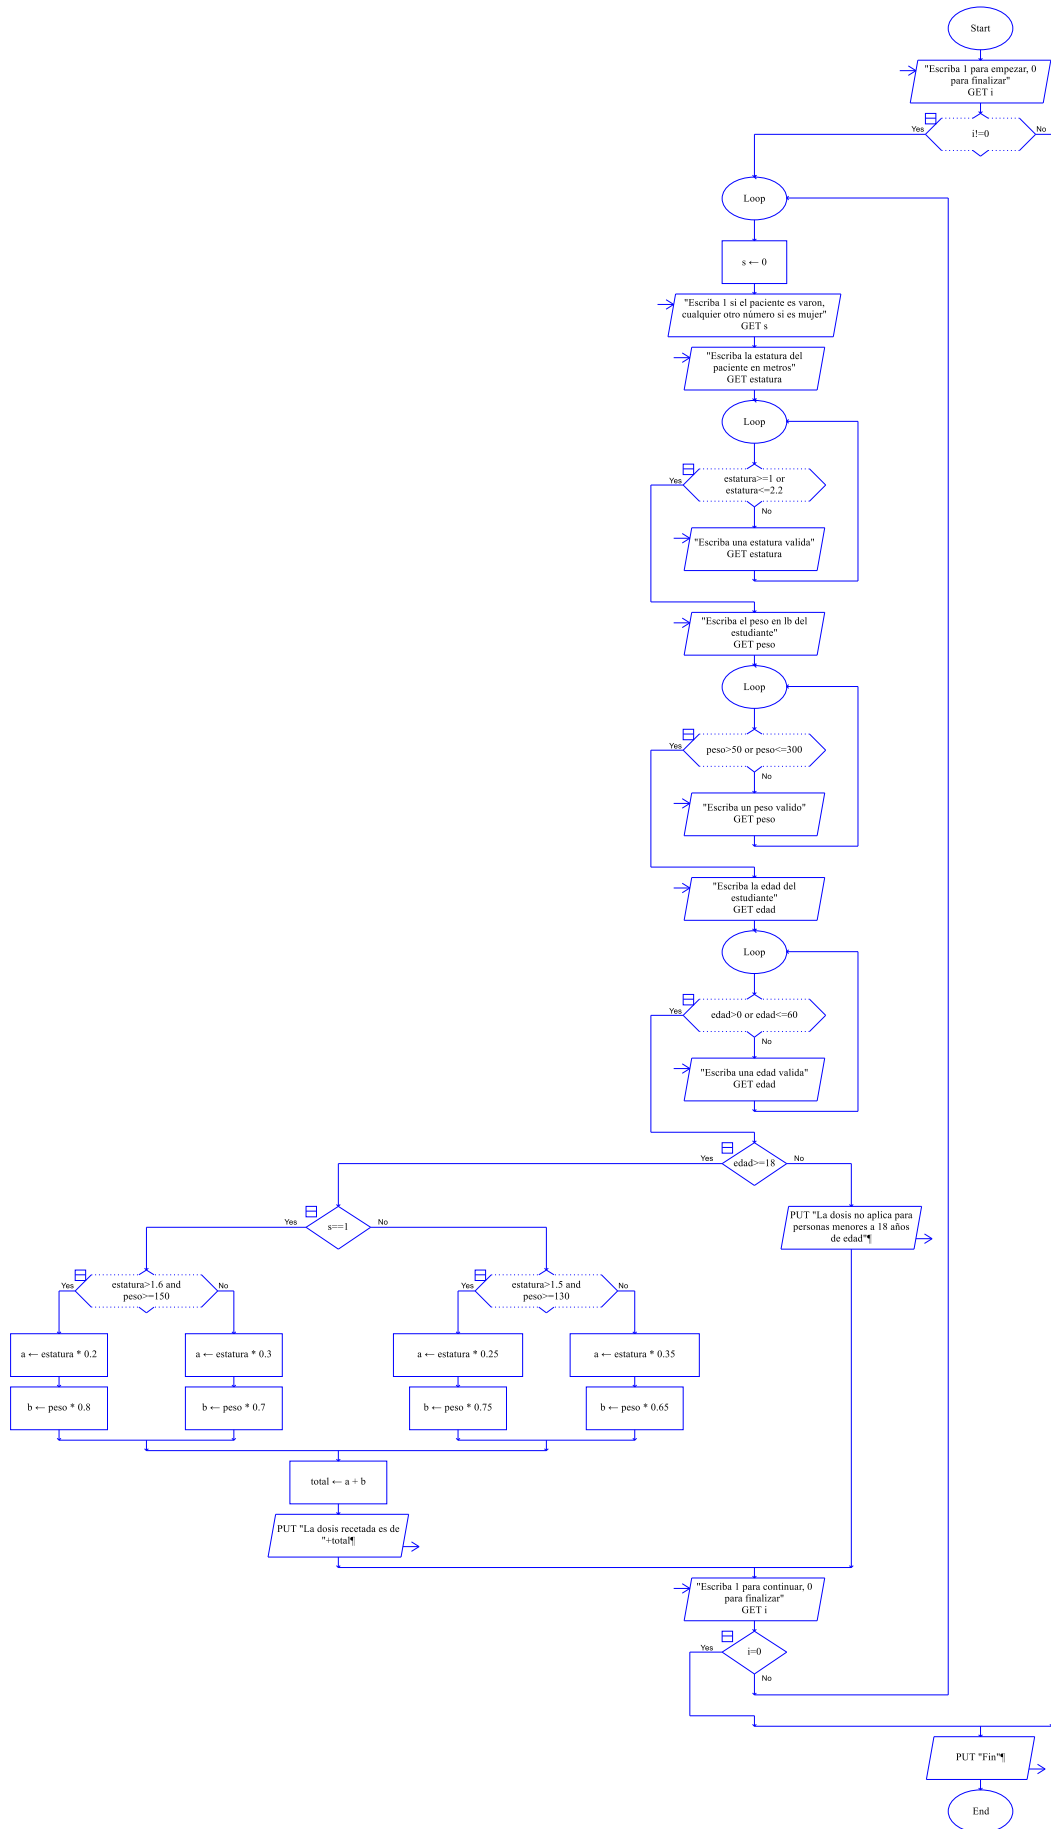 Start
"Escriba 1 para empezar, 0
para finalizar"
GET i
Yes
i!=0
No
Loop
s ← 0
"Escriba 1 si el paciente es varon,
cualquier otro número si es mujer"
GET s
"Escriba la estatura del
paciente en metros"
GET estatura
Loop
Yes
estatura>=1 or
estatura<=2.2
No
"Escriba una estatura valida"
GET estatura
"Escriba el peso en lb del
estudiante"
GET peso
Loop
Yes
peso>50 or peso<=300
No
"Escriba un peso valido"
GET peso
"Escriba la edad del
estudiante"
GET edad
Loop
Yes
edad>0 or edad<=60
No
"Escriba una edad valida"
GET edad
Yes
edad>=18
No
PUT "La dosis no aplica para
personas menores a 18 años
de edad"¶
Yes
s==1
No
Yes
estatura>1.6 and
peso>=150
No
Yes
estatura>1.5 and
peso>=130
No
a ← estatura * 0.2
a ← estatura * 0.3
a ← estatura * 0.25
a ← estatura * 0.35
b ← peso * 0.8
b ← peso * 0.7
b ← peso * 0.75
b ← peso * 0.65
total ← a + b
PUT "La dosis recetada es de
"+total¶
"Escriba 1 para continuar, 0
para finalizar"
GET i
Yes
i=0
No
PUT "Fin"¶
End